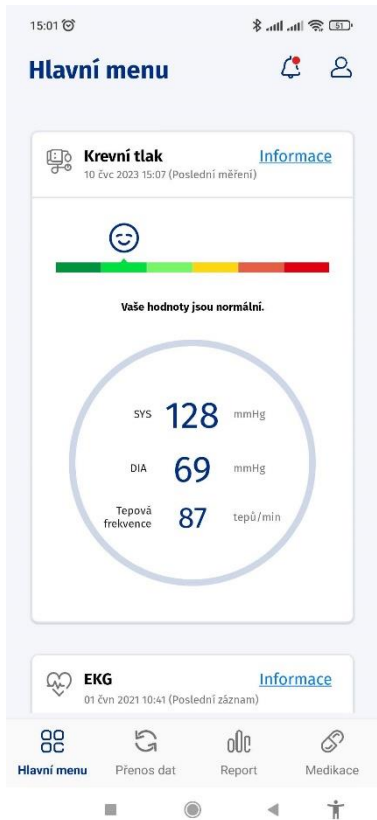 15:01
51
Hlavní menu
Krevní tlak Informace
10 čvc 2023 15:07 (Poslední měření)
Vaše hodnoty jsou normální.
SYS 128 mmHg
DIA 69 mmHg
Tepová
frekvence 87 tepů/min
EKG Informace
01 čvn 2021 10:41 (Poslední záznam)
Hlavní menu Přenos dat Report Medikace